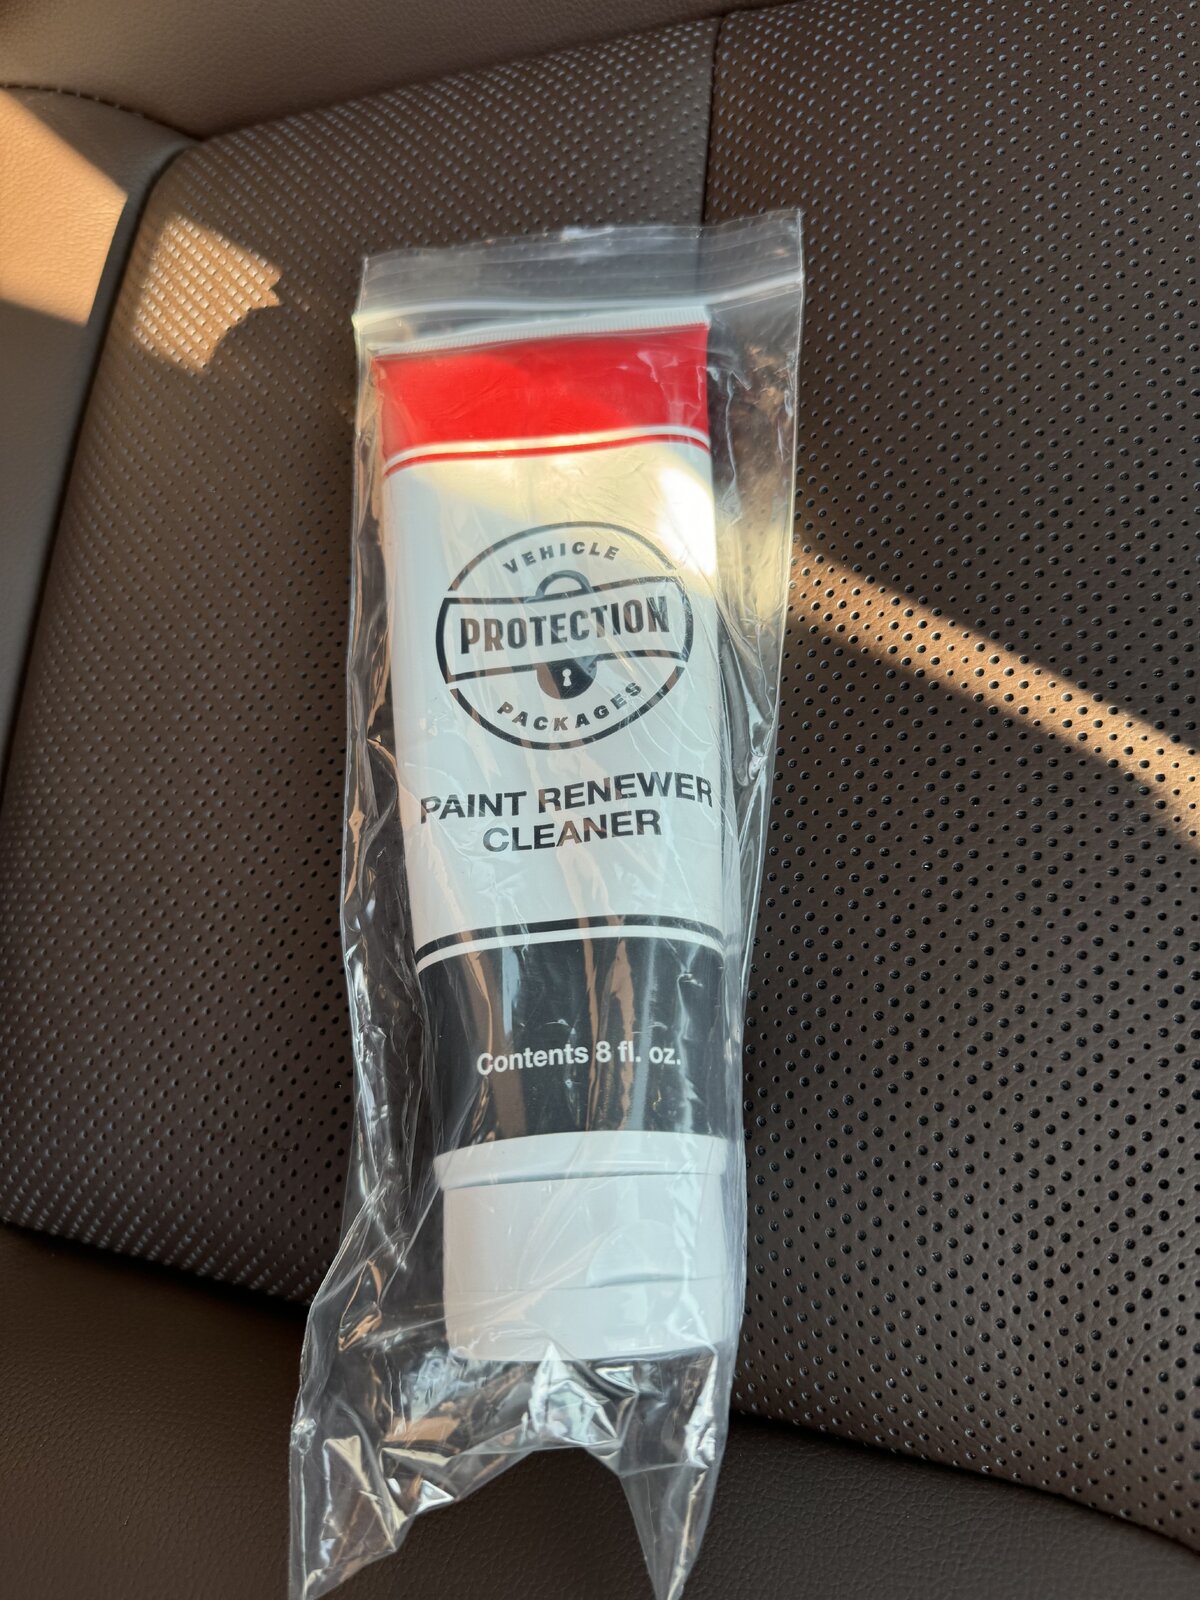 VEHICLE
PROTECTION
PACKAGES
PAINT RENEWER
CLEANER
Contents 8 fl. oz.